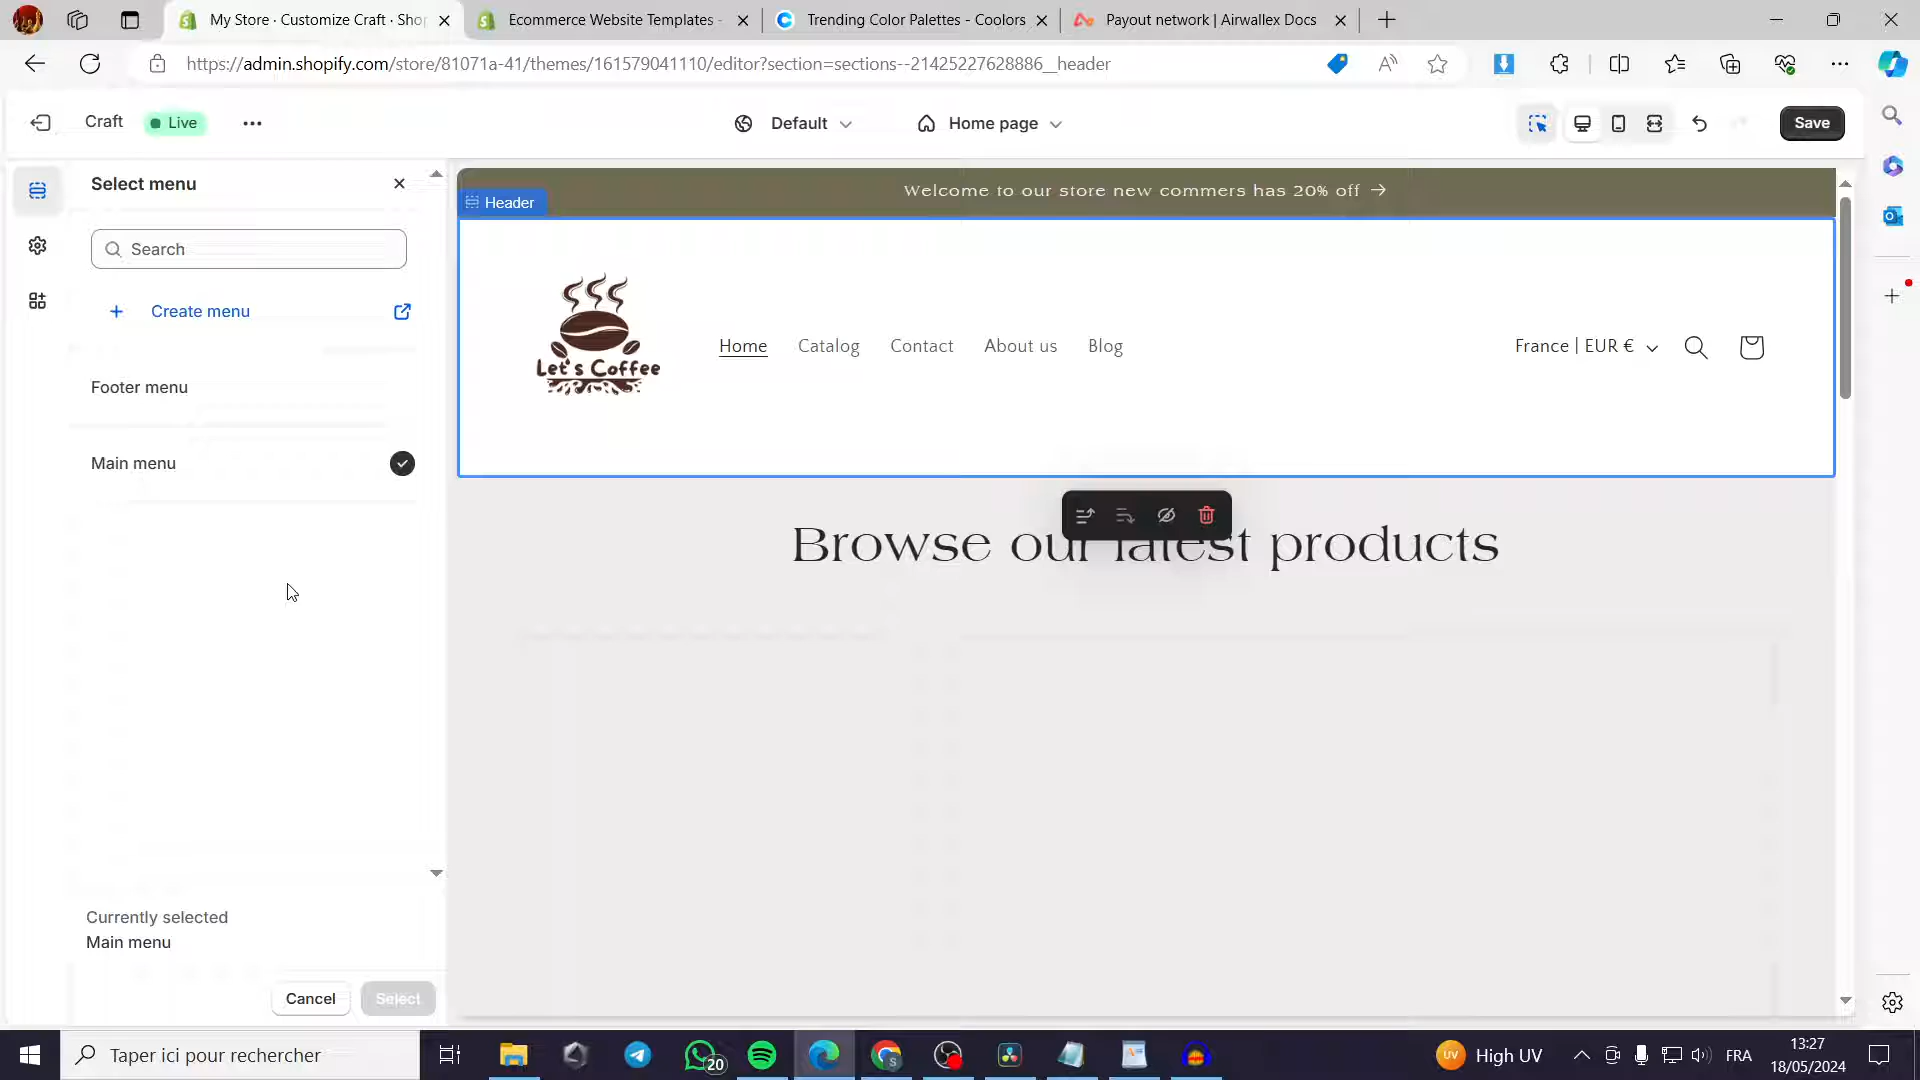 My Store · Customize Craft · Sho
Ecommerce Website Templates -
Trending Color Palettes - Coolors
Payout network | Airwallex Docs
https://admin.shopify.com/store/81071a-41/themes/161579041110/editor?section=sections--21425227628886__header
Craft
Live
Default
Home page
Save
Select menu
Search
Create menu
Footer menu
Main menu
Currently selected
Main menu
Cancel
Select
Welcome to our store new commers has 20% off →
Header
Let's Coffee
Home
Catalog
Contact
About us
Blog
France | EUR €
Browse our latest products
Taper ici pour rechercher
20
UV
High UV
FRA
13:27
18/05/2024